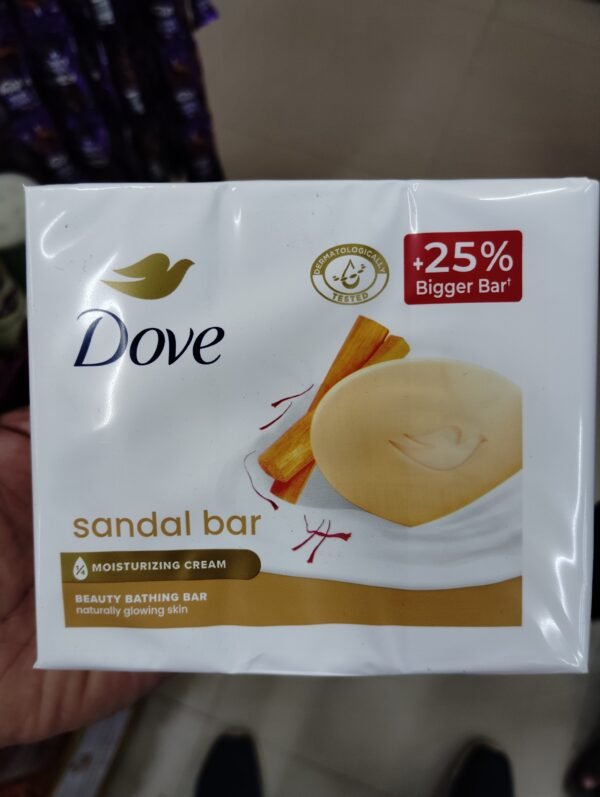 DERMATOLOGICALLY
TESTED
+25%
Bigger Bar†
Dove
sandal bar
¼ MOISTURIZING CREAM
BEAUTY BATHING BAR
naturally glowing skin